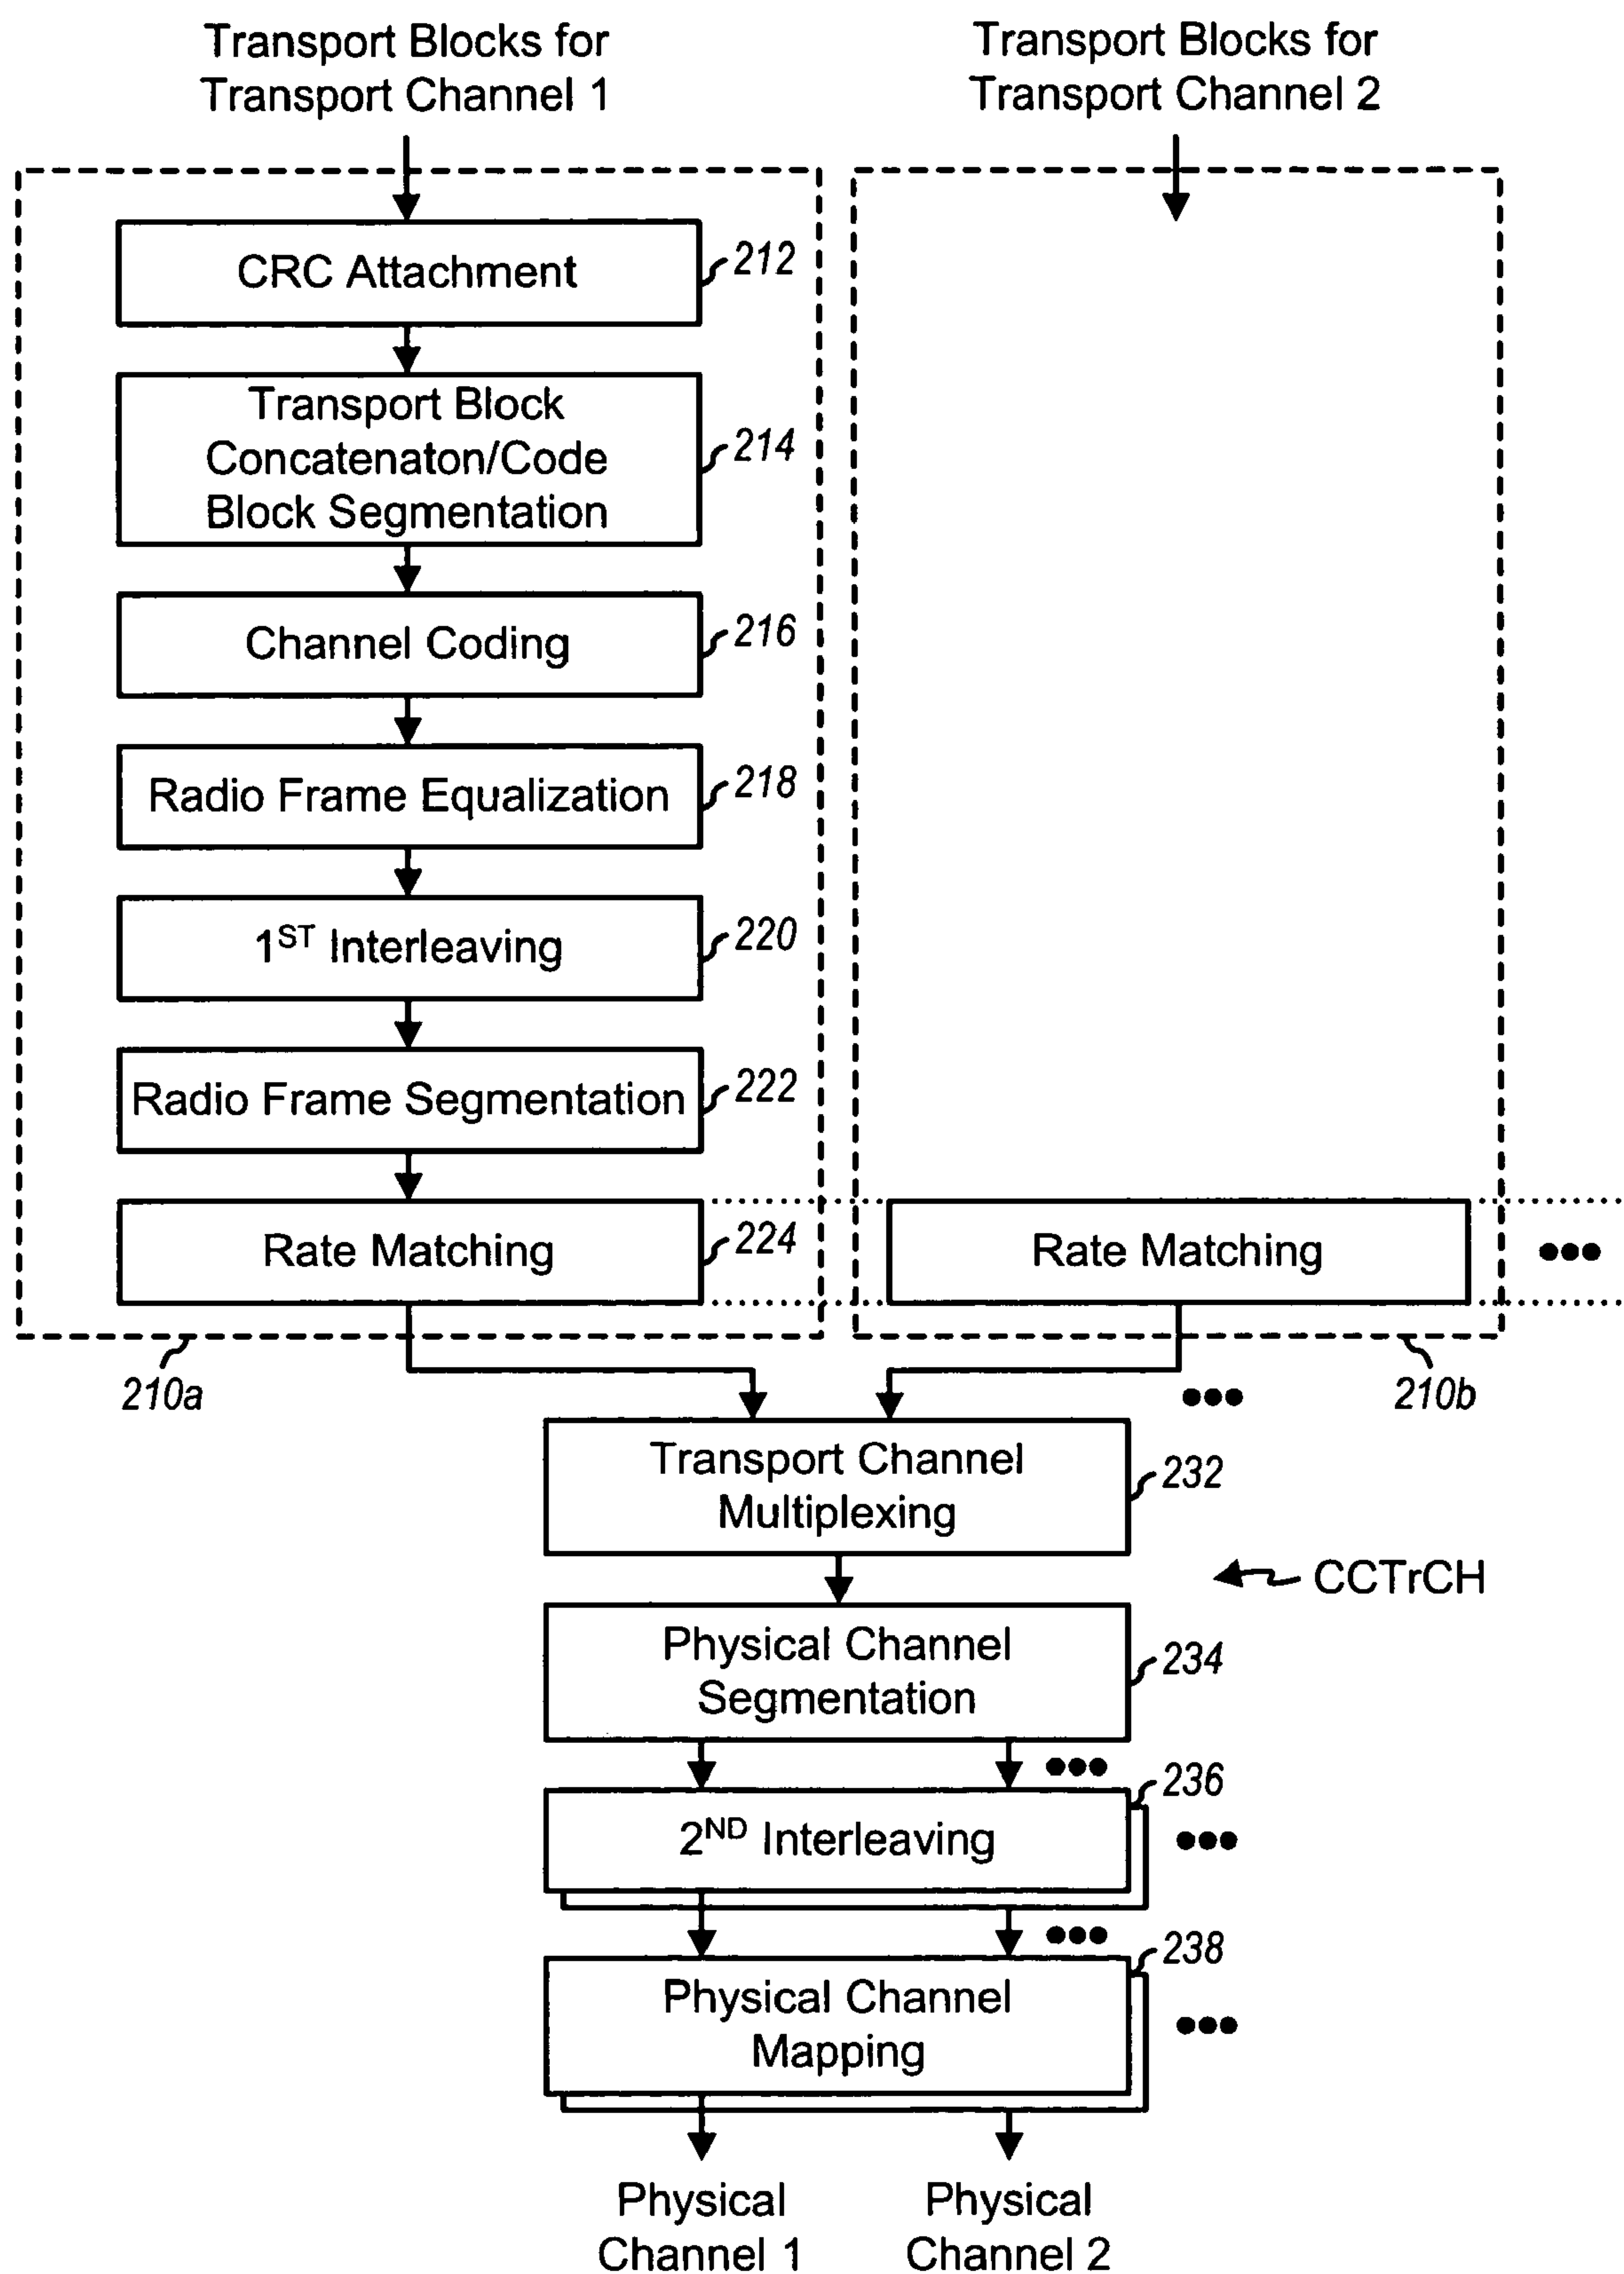 Transport Blocks for
Transport Channel 1
Transport Blocks for
Transport Channel 2
CRC Attachment
212
Transport Block
Concatenaton/Code
Block Segmentation
214
Channel Coding
216
Radio Frame Equalization
218
1ST Interleaving
220
Radio Frame Segmentation
222
Rate Matching
224
Rate Matching
210a
210b
Transport Channel
Multiplexing
232
CCTrCH
Physical Channel
Segmentation
234
2ND Interleaving
236
Physical Channel
Mapping
238
Physical
Channel 1
Physical
Channel 2